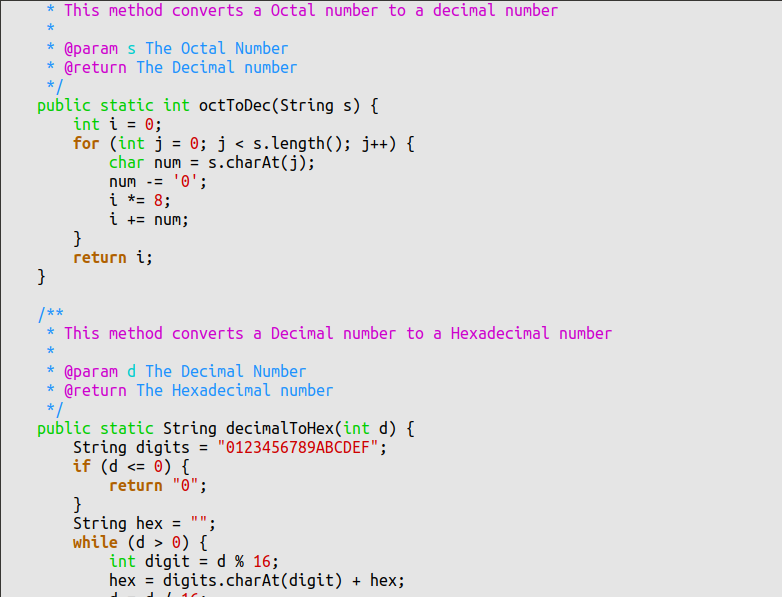 * This method converts a Octal number to a decimal number
*
* @param s The Octal Number
* @return The Decimal number
*/
public static int octToDec(String s) {
int i = 0;
for (int j = 0; j < s.length(); j++) {
char num = s.charAt(j);
num -= '0';
i *= 8;
i += num;
}
return i;
}
/**
* This method converts a Decimal number to a Hexadecimal number
*
* @param d The Decimal Number
* @return The Hexadecimal number
*/
public static String decimalToHex(int d) {
String digits = "0123456789ABCDEF";
if (d <= 0) {
return "0";
}
String hex = "";
while (d > 0) {
int digit = d % 16;
hex = digits.charAt(digit) + hex;
d = d / 16;